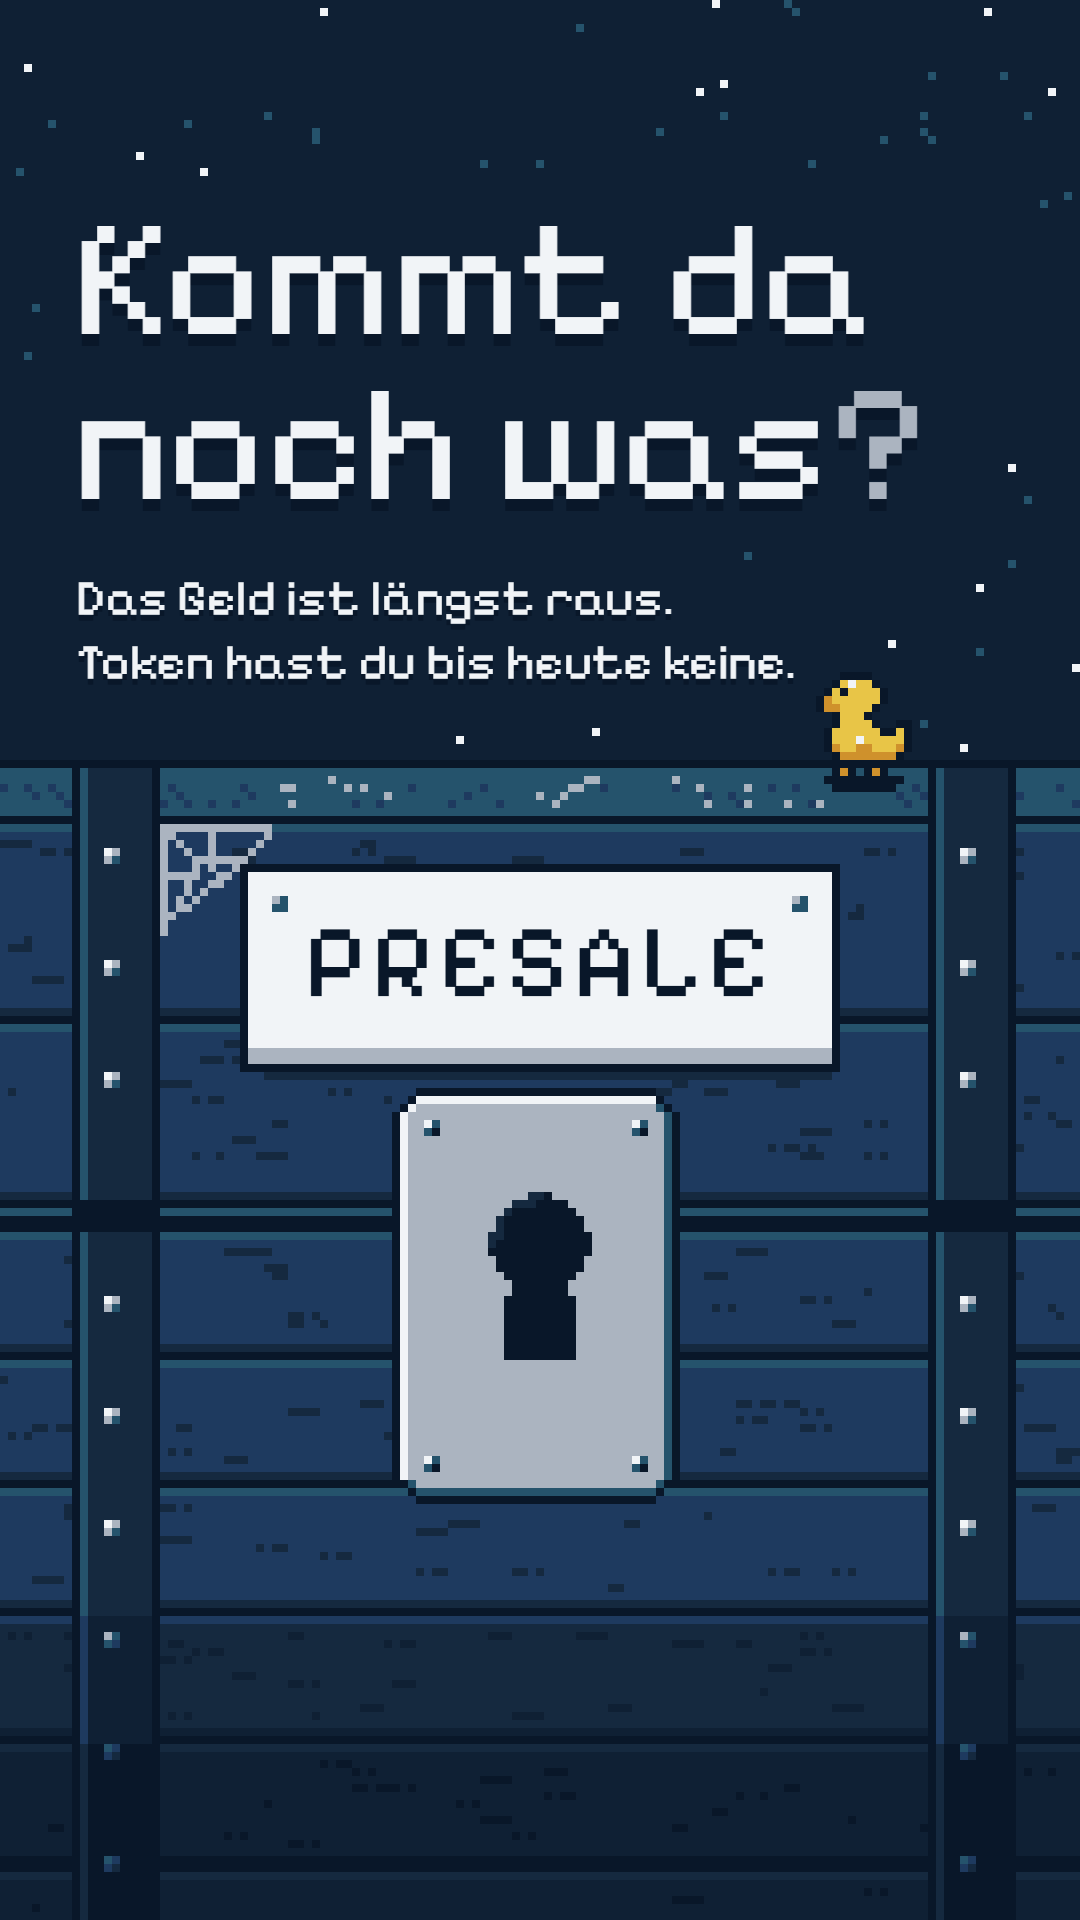 Kommt da
noch was?
Das Geld ist längst raus.
Token hast du bis heute keine.
PRESALE